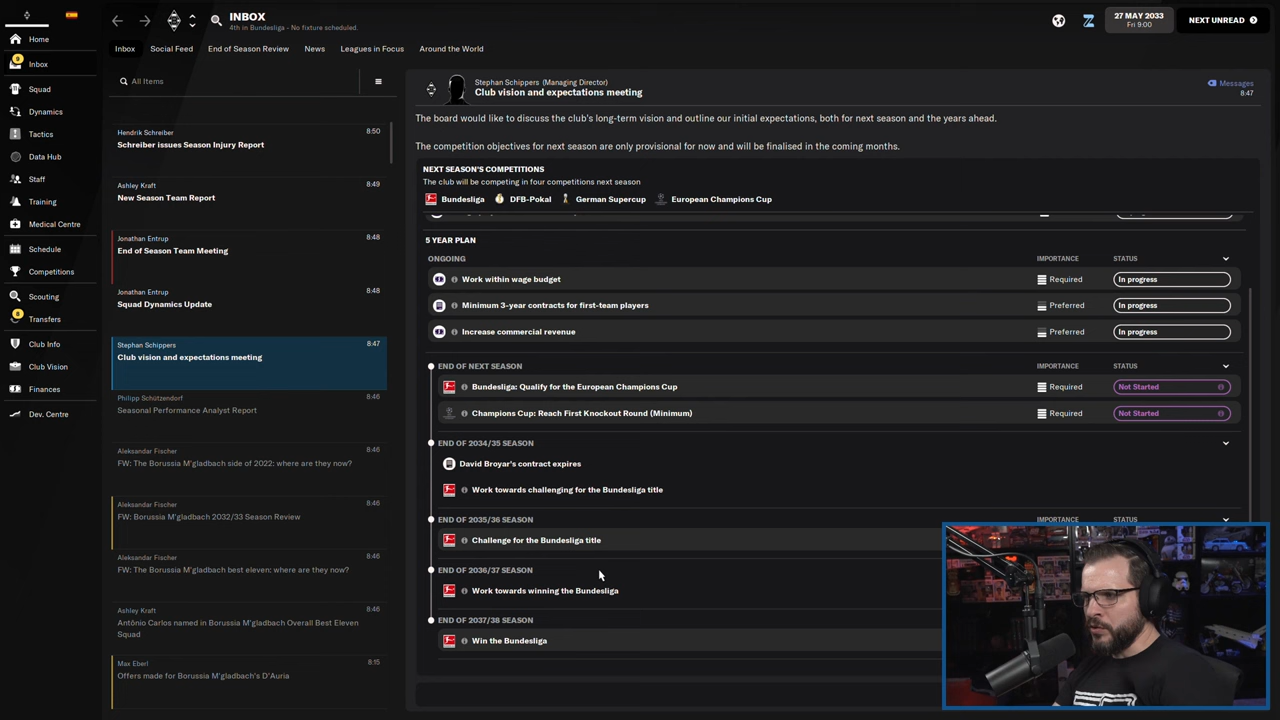 INBOX
4th in Bundesliga - No fixture scheduled.
27 MAY 2033
Fri 9:00
NEXT UNREAD
Home
9
Inbox
Squad
Dynamics
Tactics
Data Hub
Staff
Training
Medical Centre
Schedule
Competitions
Scouting
8
Transfers
Club Info
Club Vision
Finances
Dev. Centre
Inbox
Social Feed
End of Season Review
News
Leagues in Focus
Around the World
All Items
Hendrik Schreiber
8:50
Schreiber issues Season Injury Report
Ashley Kraft
8:49
New Season Team Report
Jonathan Entrup
8:48
End of Season Team Meeting
Jonathan Entrup
8:48
Squad Dynamics Update
Stephan Schippers
8:47
Club vision and expectations meeting
Philipp Schützendorf
8:46
Seasonal Performance Analyst Report
Aleksandar Fischer
8:46
FW: The Borussia M'gladbach side of 2022: where are they now?
Aleksandar Fischer
8:46
FW: Borussia M'gladbach 2032/33 Season Review
Aleksandar Fischer
8:46
FW: The Borussia M'gladbach best eleven: where are they now?
Ashley Kraft
8:46
António Carlos named in Borussia M'gladbach Overall Best Eleven
Squad
Max Eberl
8:15
Offers made for Borussia M'gladbach's D'Auria
Stephan Schippers (Managing Director)
Club vision and expectations meeting
Messages
8:47
The board would like to discuss the club's long-term vision and outline our initial expectations, both for next season and the years ahead.
The competition objectives for next season are only provisional for now and will be finalised in the coming months.
NEXT SEASON'S COMPETITIONS
The club will be competing in four competitions next season
Bundesliga
DFB-Pokal
German Supercup
European Champions Cup
5 YEAR PLAN
ONGOING
IMPORTANCE
STATUS
Work within wage budget
Required
In progress
Minimum 3-year contracts for first-team players
Preferred
In progress
Increase commercial revenue
Preferred
In progress
END OF NEXT SEASON
IMPORTANCE
STATUS
Bundesliga: Qualify for the European Champions Cup
Required
Not Started
Champions Cup: Reach First Knockout Round (Minimum)
Required
Not Started
END OF 2034/35 SEASON
David Broyar's contract expires
Work towards challenging for the Bundesliga title
END OF 2035/36 SEASON
IMPORTANCE
STATUS
Challenge for the Bundesliga title
END OF 2036/37 SEASON
Work towards winning the Bundesliga
END OF 2037/38 SEASON
Win the Bundesliga